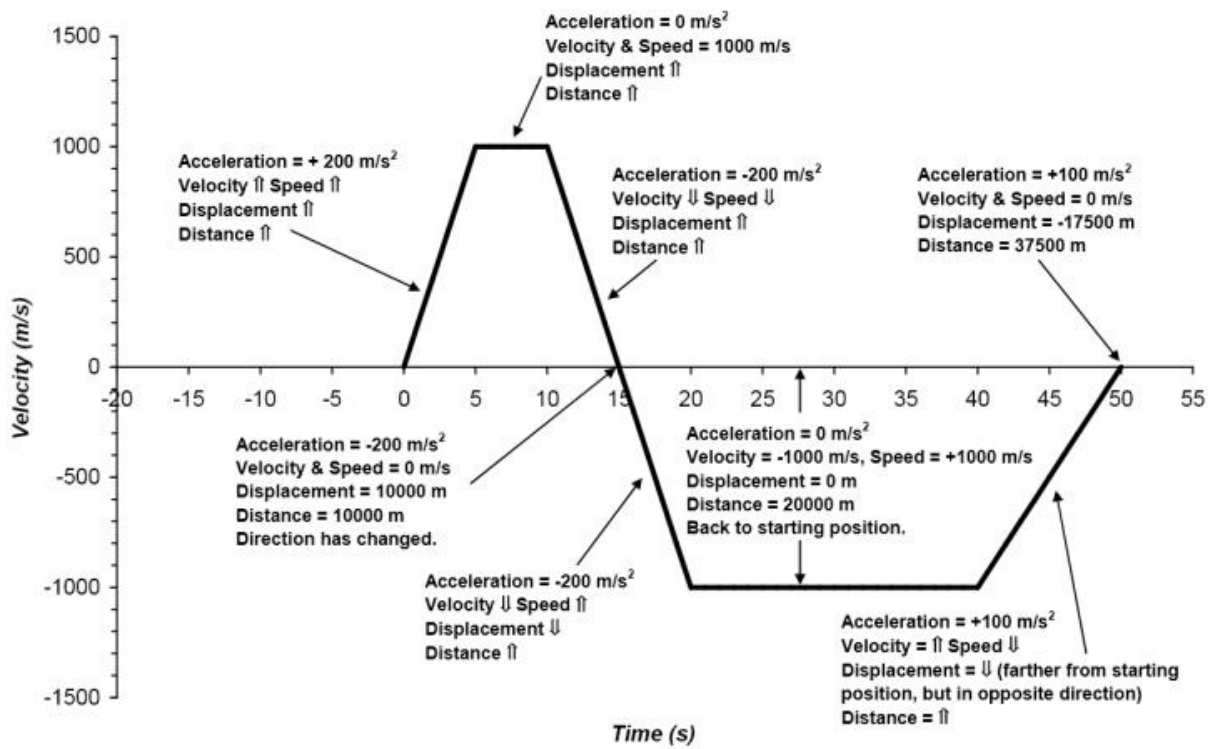 Acceleration = 0 m/s²
Velocity & Speed = 1000 m/s
Displacement ⇑
Distance ⇑
Acceleration = + 200 m/s²
Velocity ⇑ Speed ⇑
Displacement ⇑
Distance ⇑
Acceleration = -200 m/s²
Velocity ⇓ Speed ⇓
Displacement ⇑
Distance ⇑
Acceleration = +100 m/s²
Velocity & Speed = 0 m/s
Displacement = -17500 m
Distance = 37500 m
1500
1000
500
0
-500
-1000
-1500
Velocity (m/s)
-20 -15 -10 -5 0 5 10 15 20 25 30 35 40 45 50 55
Acceleration = -200 m/s²
Velocity & Speed = 0 m/s
Displacement = 10000 m
Distance = 10000 m
Direction has changed.
Acceleration = 0 m/s²
Velocity = -1000 m/s, Speed = +1000 m/s
Displacement = 0 m
Distance = 20000 m
Back to starting position.
Acceleration = -200 m/s²
Velocity ⇓ Speed ⇑
Displacement ⇓
Distance ⇑
Acceleration = +100 m/s²
Velocity = ⇑ Speed ⇓
Displacement = ⇓ (farther from starting
position, but in opposite direction)
Distance = ⇑
Time (s)